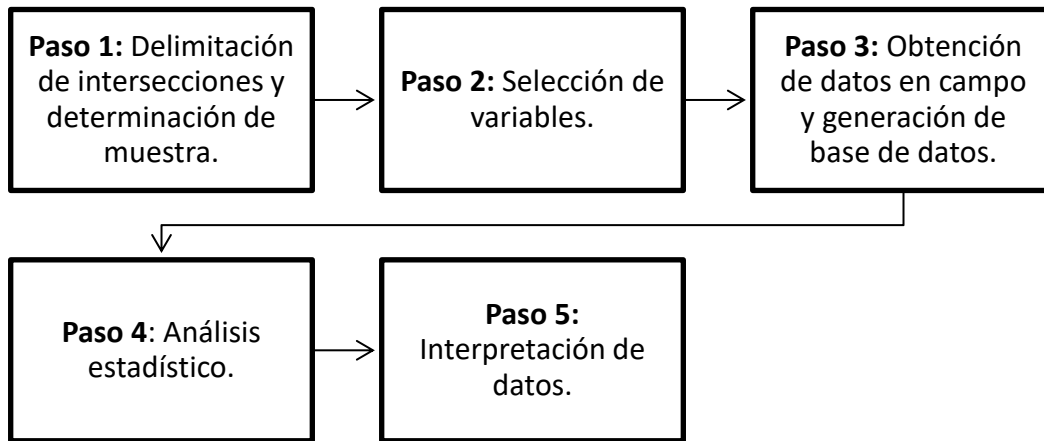 Paso 1: Delimitación
de intersecciones y
determinación de
muestra.
Paso 2: Selección de
variables.
Paso 3: Obtención
de datos en campo
y generación de
base de datos.
Paso 4: Análisis
estadístico.
Paso 5:
Interpretación de
datos.